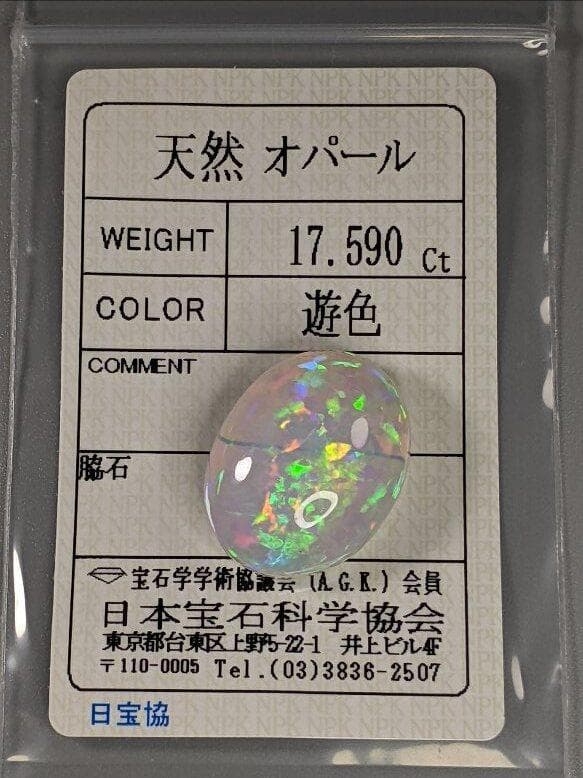 天然 オパール
WEIGHT 17.590 Ct
COLOR 遊色
COMMENT
脇石
宝石学学術協議会 (A.G.K.) 会員
日本宝石科学協会
東京都台東区上野5-22-1 井上ビル4F
〒110-0005 Tel.(03)3836-2507
日宝協